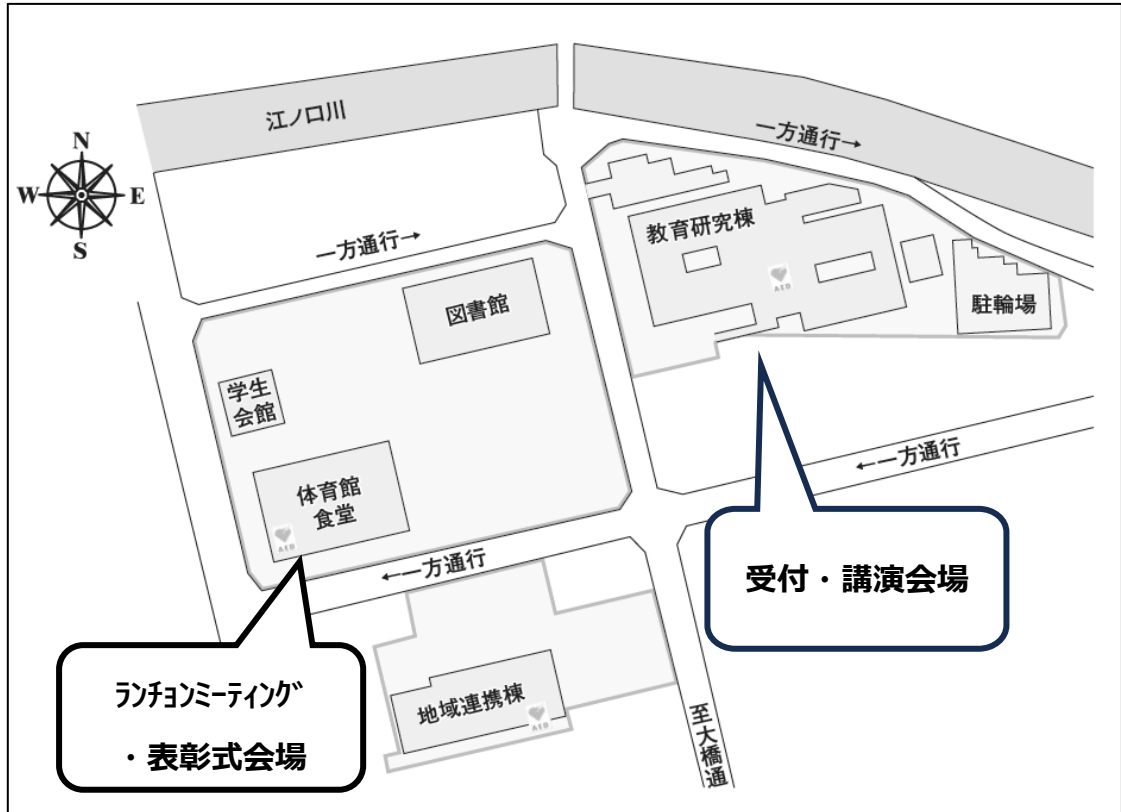 江ノ口川
一方通行→
N
W
E
S
一方通行→
教育研究棟
AED
駐輪場
図書館
学生
会館
←一方通行
体育館
食堂
AED
←一方通行
受付・講演会場
ﾗﾝﾁｮﾝﾐｰﾃｨﾝｸﾞ
・表彰式会場
地域連携棟
AED
至大橋通